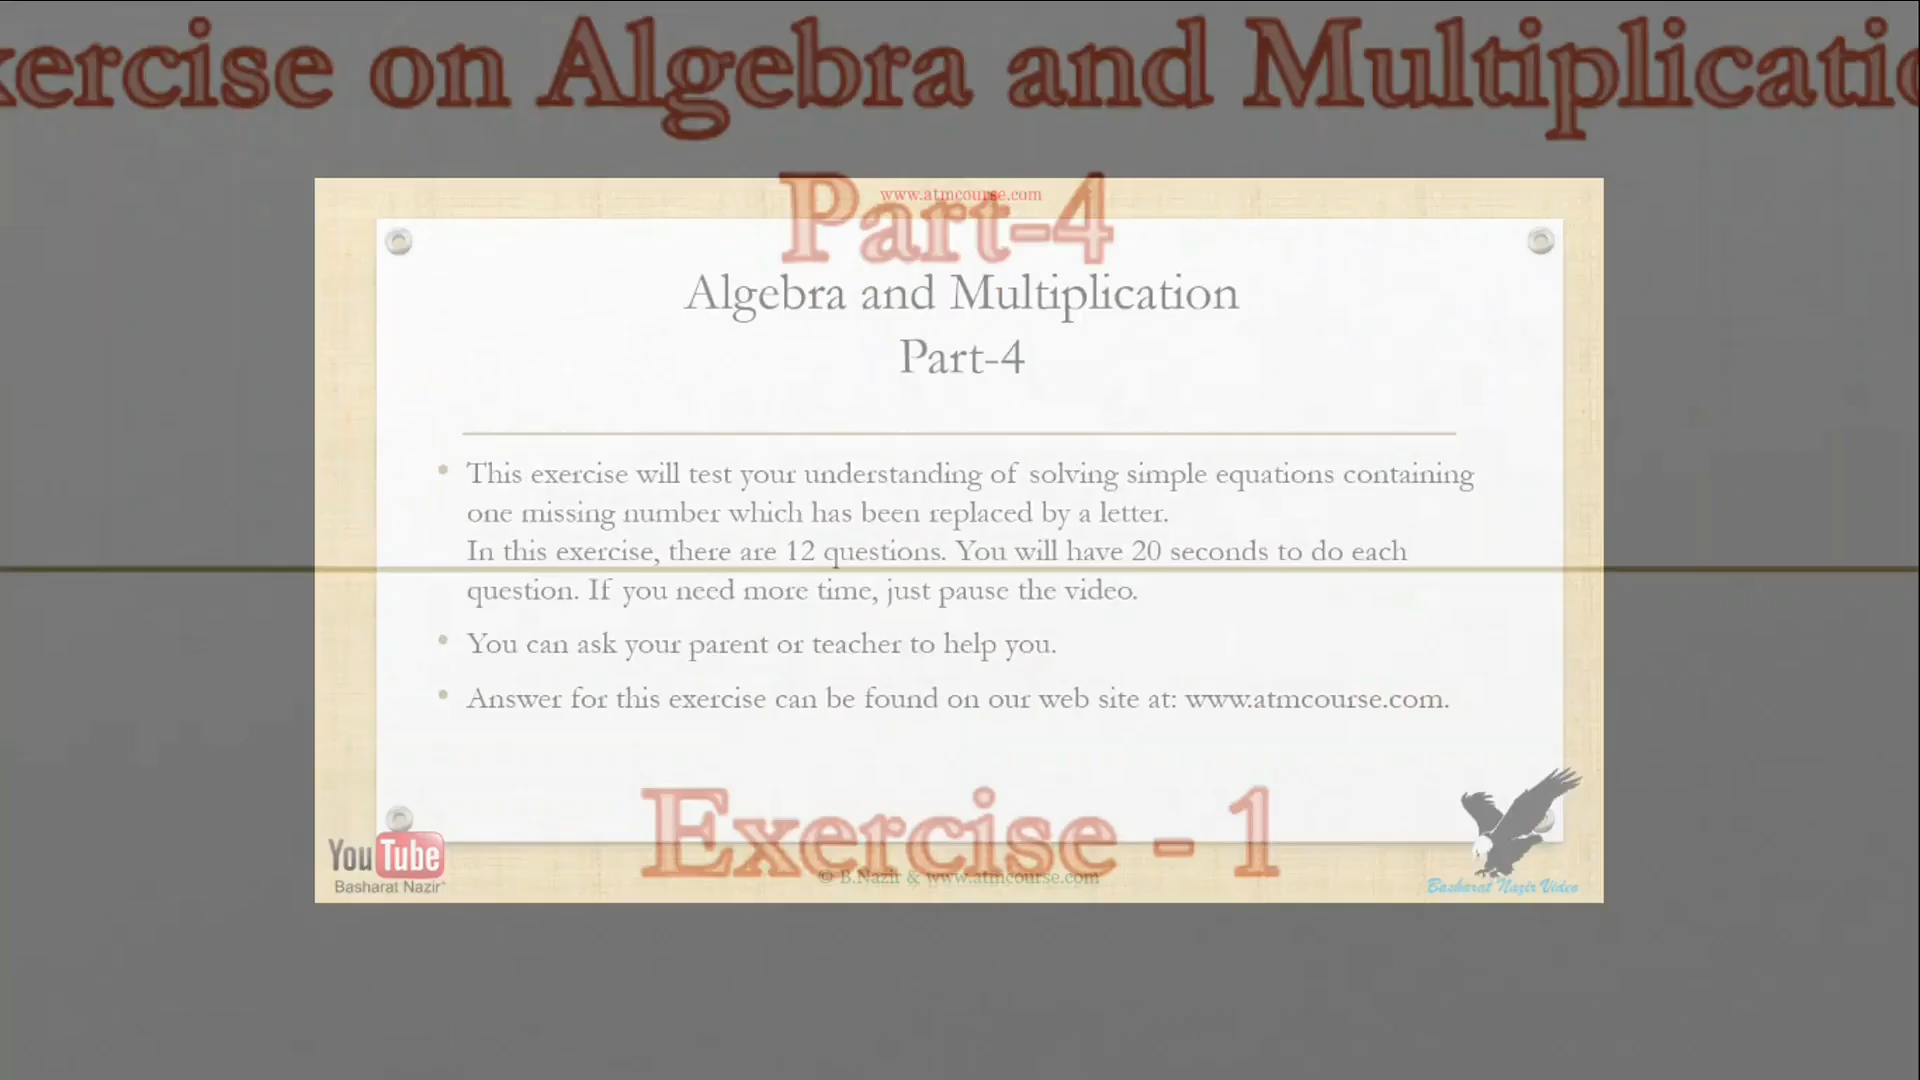 xercise on Algebra and Multiplicatio
Part-4
www.atmcourse.com
Algebra and Multiplication
Part-4
• This exercise will test your understanding of solving simple equations containing
one missing number which has been replaced by a letter.
In this exercise, there are 12 questions. You will have 20 seconds to do each
question. If you need more time, just pause the video.
• You can ask your parent or teacher to help you.
• Answer for this exercise can be found on our web site at: www.atmcourse.com.
Exercise - 1
YouTube
Basharat Nazir
© B.Nazir & www.atmcourse.com
Basharat Nazir Video